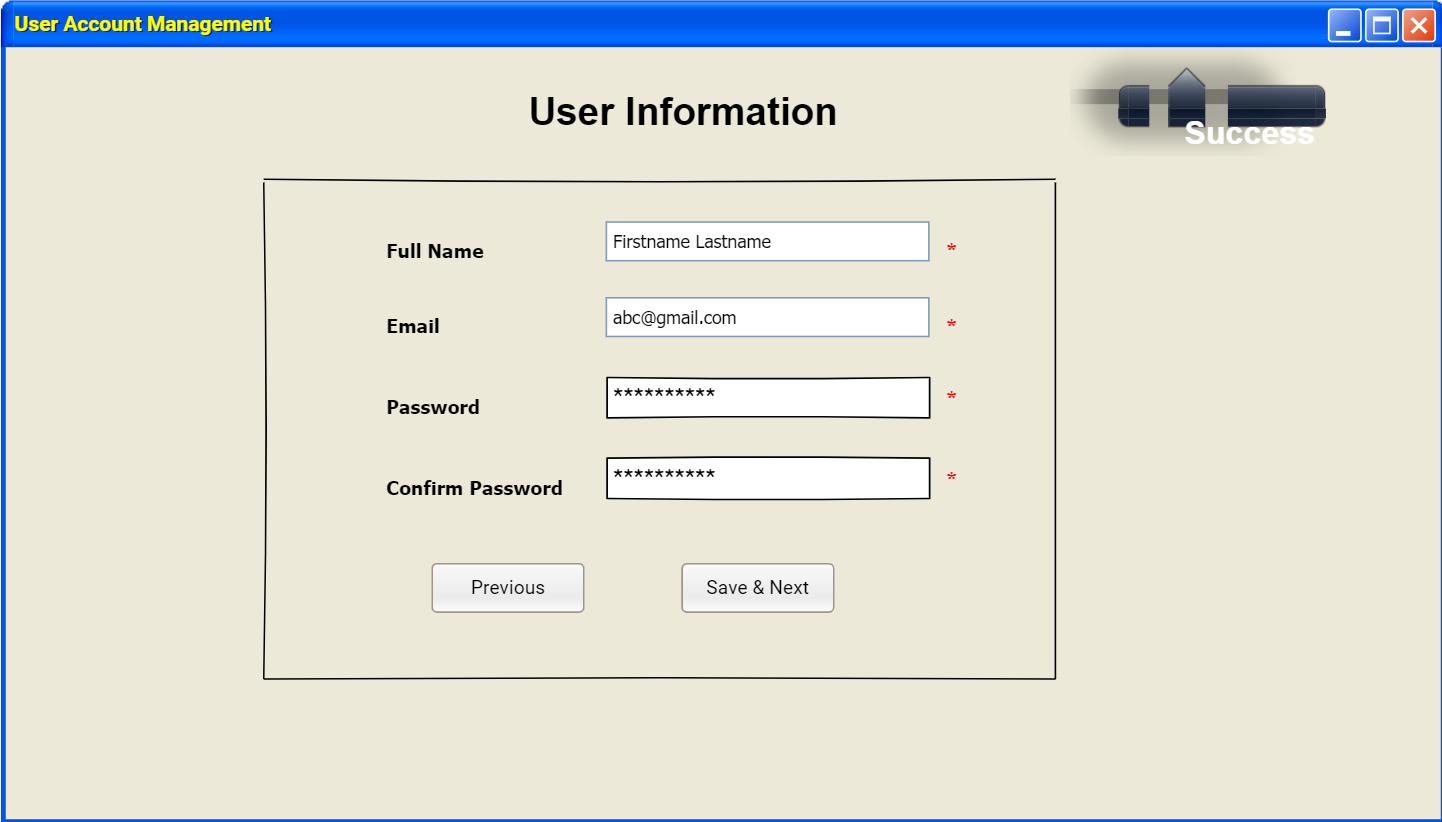 User Account Management
User Information
Success
Full Name
Firstname Lastname
*
Email
abc@gmail.com
*
Password
**********
*
Confirm Password
**********
*
Previous
Save & Next